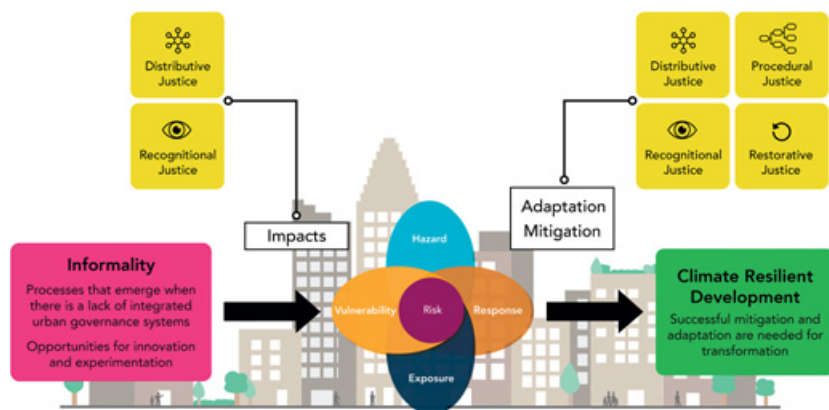 Distributive
Justice
Recognitional
Justice
Distributive
Justice
Procedural
Justice
Recognitional
Justice
Restorative
Justice
Impacts
Adaptation
Mitigation
Informality
Processes that emerge when
there is a lack of integrated
urban governance systems
Opportunities for innovation
and experimentation
Hazard
Vulnerability
Risk
Response
Exposure
Climate Resilient
Development
Successful mitigation and
adaptation are needed for
transformation